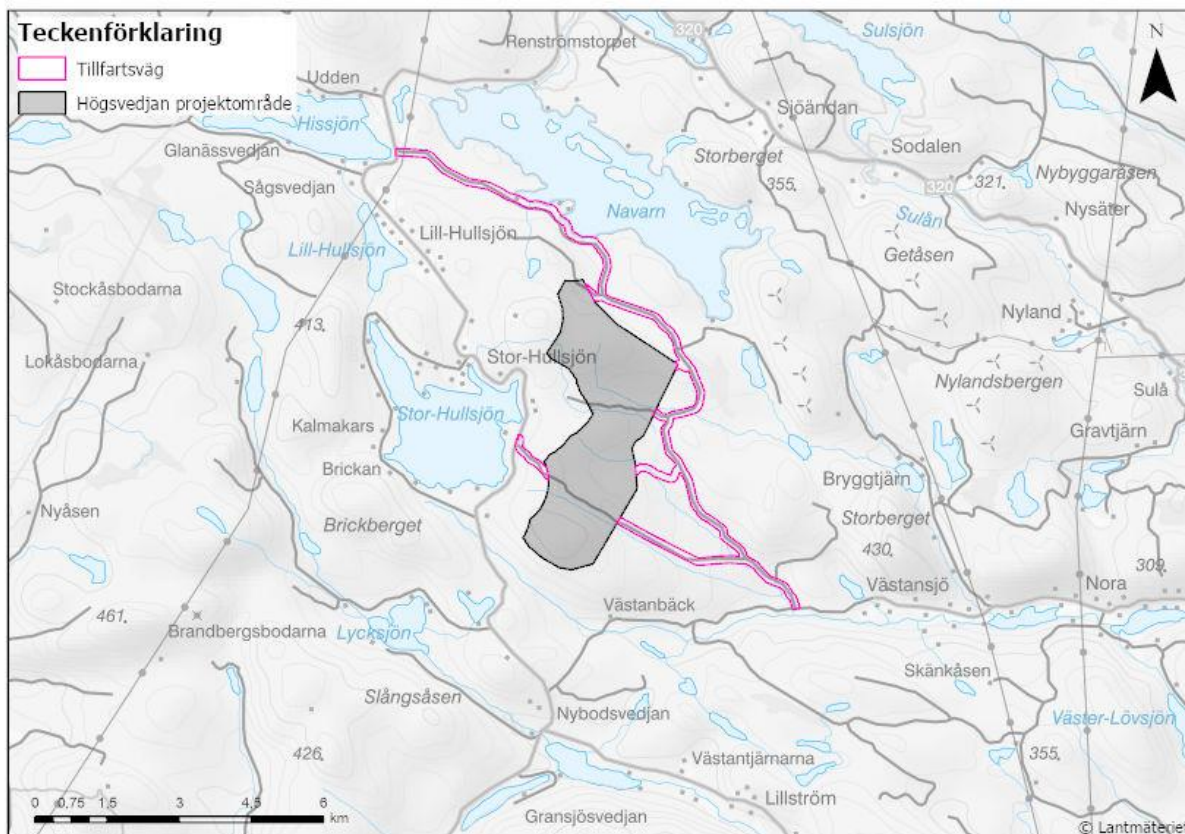 Teckenförklaring
Tillfartsväg
Högsvedjan projektområde
N
Renströmstorpet
320
Sulsjön
Udden
Hissjön
Sjöändan
Glanässvedjan
Storberget
Sodalen
355.
320
321.
Nybyggaråsen
Sågsvedjan
Navarn
Nysäter
Sulån
Lill-Hullsjön
Lill-Hullsjön
Getåsen
Stockåsbodarna
Nyland
413.
Lokåsbodarna
Stor-Hullsjön
Nylandsbergen
Sulå
Stor-Hullsjön
Kalmakars
Gravtjärn
Brickan
Bryggtjärn
Nyåsen
Brickberget
Storberget
430.
309.
Västansjö
Nora
461.
Västanbäck
Brandbergsbodarna
Lycksjön
Skänkåsen
Slångsåsen
Nybodsvedjan
Väster-Lövsjön
426.
Västantjärnarna
355.
Lillström
0 0,75 1,5 3 4,5 6
km
Gransjösvedjan
© Lantmäteriet